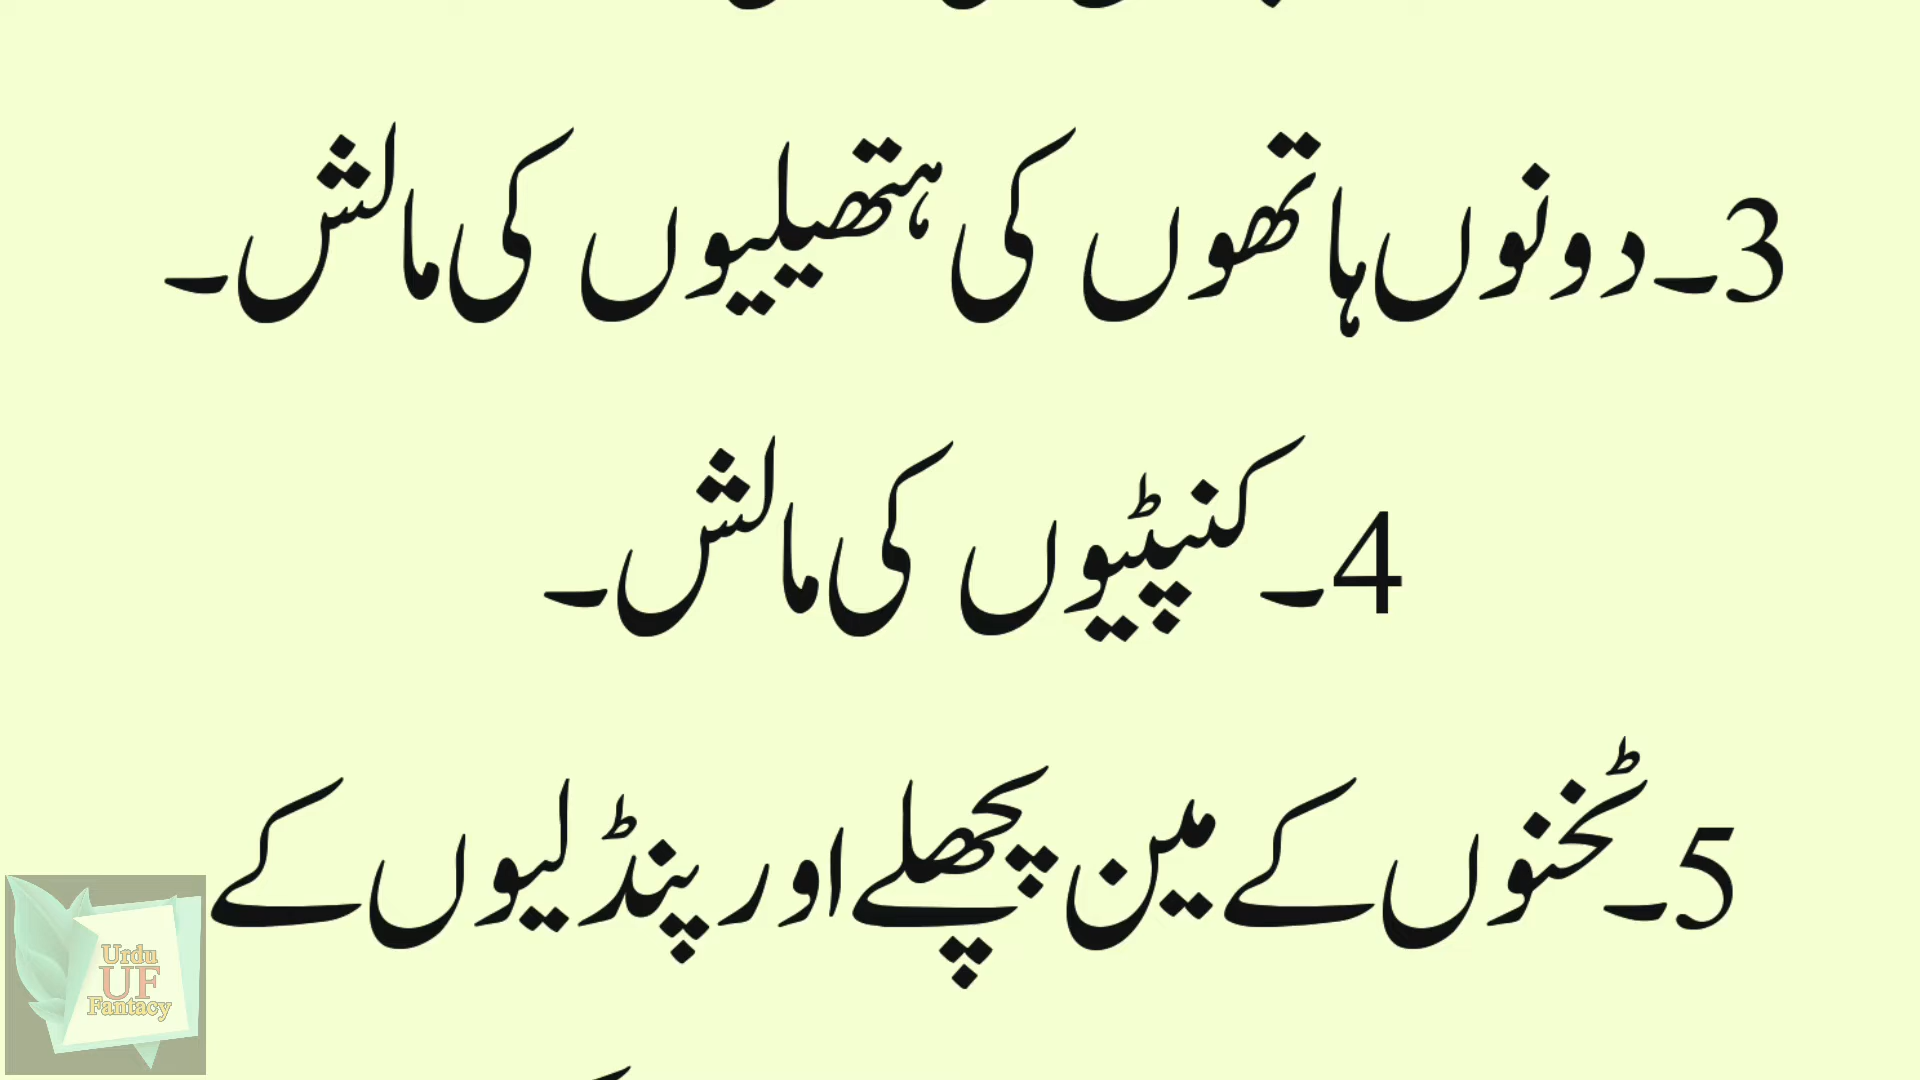 3۔دونوں ہاتھوں کی ہتھیلیوں کی مالش۔
4۔کنپٹیوں کی مالش۔
5۔ٹخنوں کے مین پچھلے اور پنڈلیوں کے
Urdu
UF
Fantacy